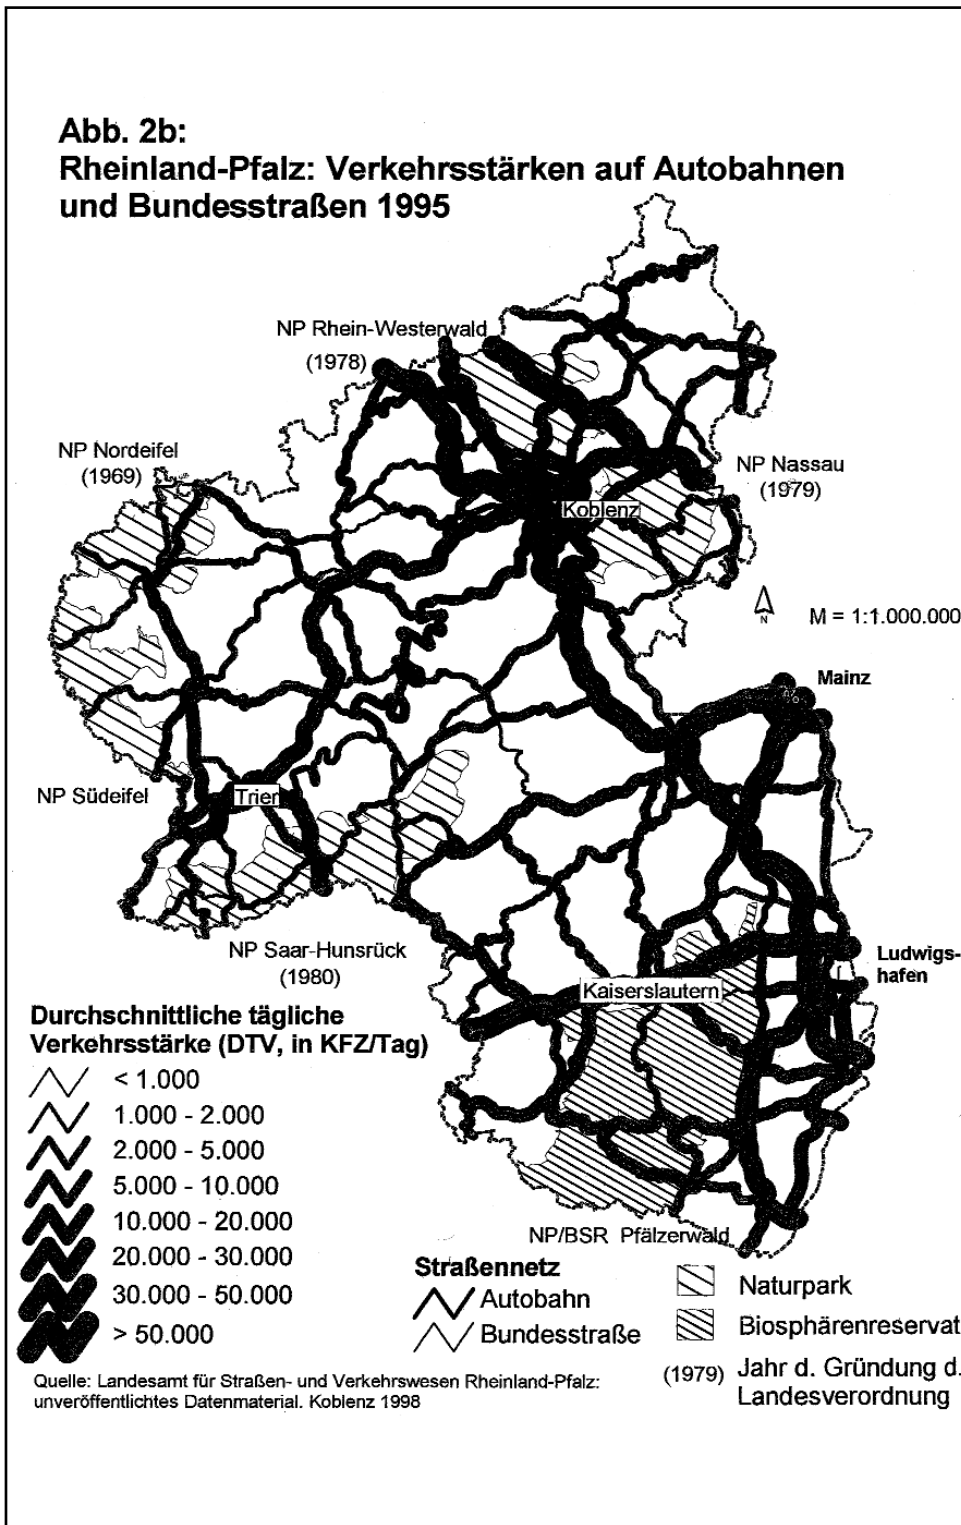 Abb. 2b:
Rheinland-Pfalz: Verkehrsstärken auf Autobahnen
und Bundesstraßen 1995
NP Rhein-Westerwald
(1978)
NP Nordeifel
(1969)
NP Nassau
(1979)
Koblenz
N
M = 1:1.000.000
Mainz
NP Südeifel
Trier
NP Saar-Hunsrück
(1980)
Ludwigs-
hafen
Kaiserslautern
Durchschnittliche tägliche
Verkehrsstärke (DTV, in KFZ/Tag)
< 1.000
1.000 - 2.000
2.000 - 5.000
5.000 - 10.000
10.000 - 20.000
20.000 - 30.000
30.000 - 50.000
> 50.000
NP/BSR Pfälzerwald
Straßennetz
Autobahn
Bundesstraße
Naturpark
Biosphärenreservat
(1979) Jahr d. Gründung d.
Landesverordnung
Quelle: Landesamt für Straßen- und Verkehrswesen Rheinland-Pfalz:
unveröffentlichtes Datenmaterial. Koblenz 1998